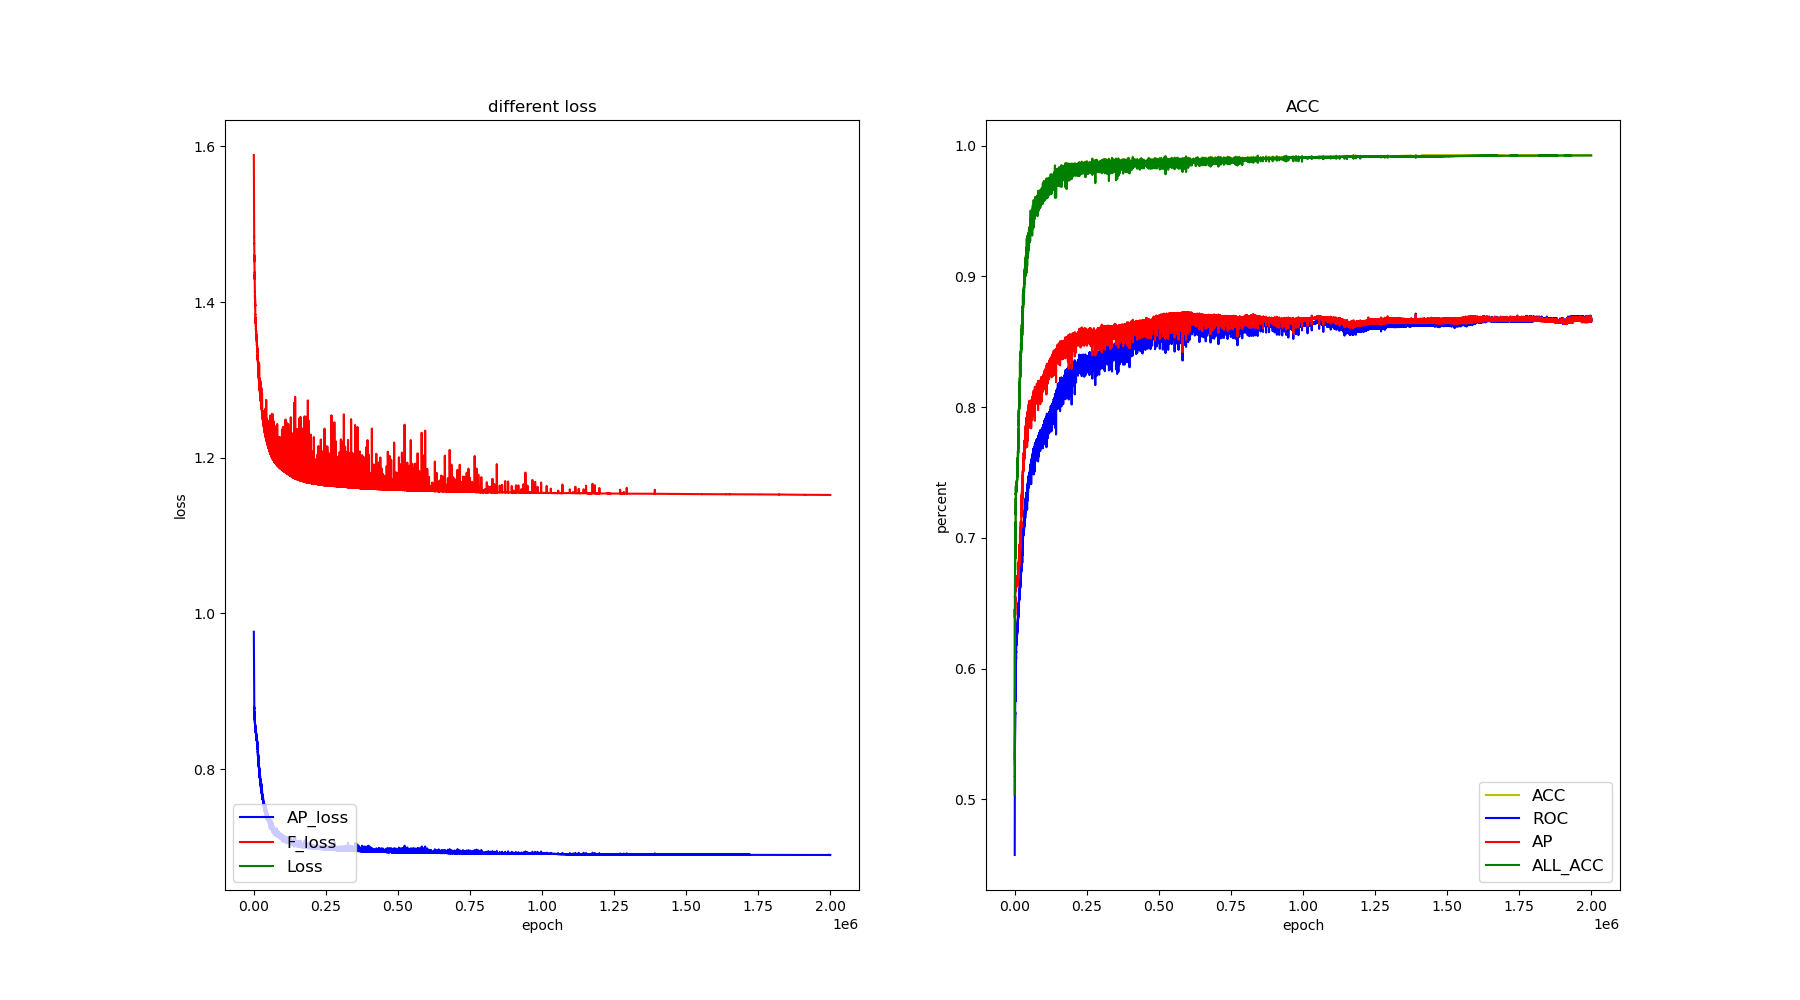 different loss
1.6
1.4
1.2
1.0
0.8
loss
AP_loss
F_loss
Loss
0.00 0.25 0.50 0.75 1.00 1.25 1.50 1.75 2.00
1e6
epoch
ACC
1.0
0.9
0.8
0.7
0.6
0.5
percent
ACC
ROC
AP
ALL_ACC
0.00 0.25 0.50 0.75 1.00 1.25 1.50 1.75 2.00
1e6
epoch